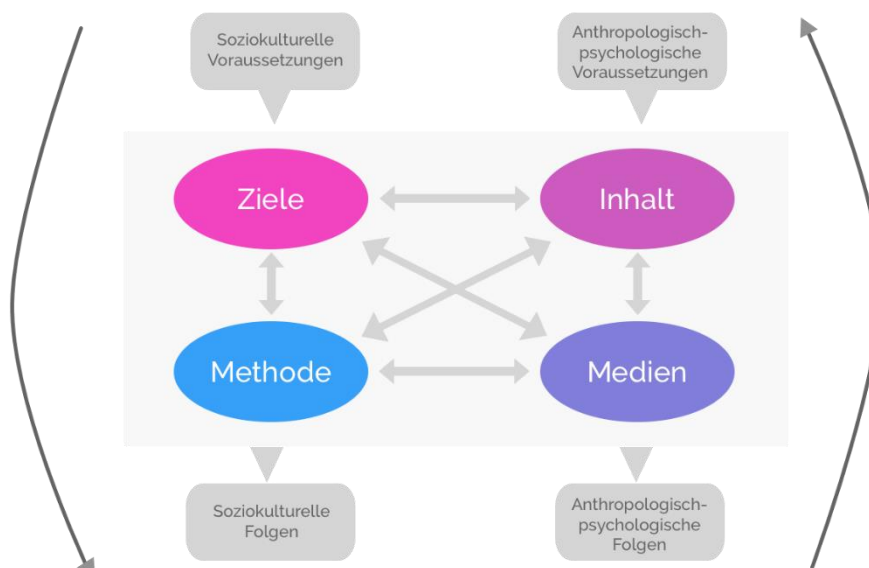 Soziokulturelle
Voraussetzungen
Anthropologisch-
psychologische
Voraussetzungen
Ziele
Inhalt
Methode
Medien
Soziokulturelle
Folgen
Anthropologisch-
psychologische
Folgen